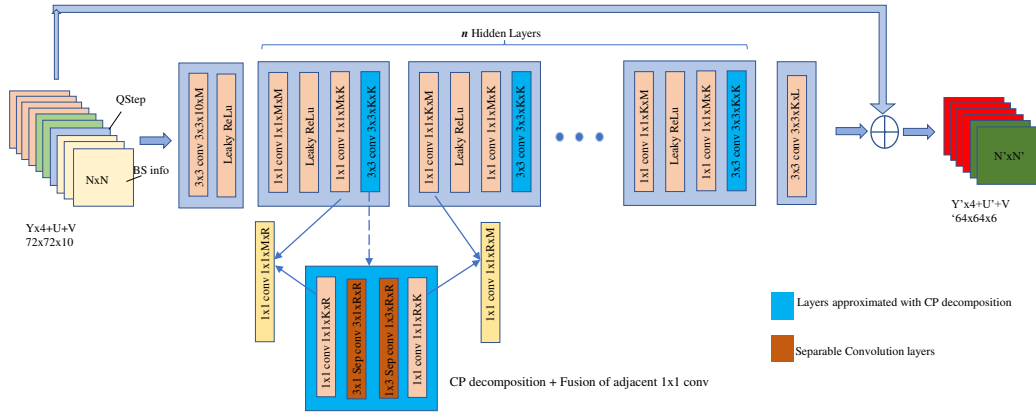 n Hidden Layers
QStep
BS info
NxN
Yx4+U+V
72x72x10
3x3 conv 3x3x10xM
Leaky ReLu
1x1 conv 1x1xMxM
Leaky ReLu
1x1 conv 1x1xMxK
3x3 conv 3x3xKxK
1x1 conv 1x1xKxM
Leaky ReLu
1x1 conv 1x1xMxK
3x3 conv 3x3xKxK
1x1 conv 1x1xKxM
Leaky ReLu
1x1 conv 1x1xMxK
3x3 conv 3x3xKxK
3x3 conv 3x3xKxL
N'xN'
Y'x4+U'+V
'64x64x6
1x1 conv 1x1xMxR
1x1 conv 1x1xKxR
3x1 Sep conv 3x1xRxR
1x3 Sep conv 1x3xRxR
1x1 conv 1x1xRxK
1x1 conv 1x1xRxM
Layers approximated with CP decomposition
Separable Convolution layers
CP decomposition + Fusion of adjacent 1x1 conv